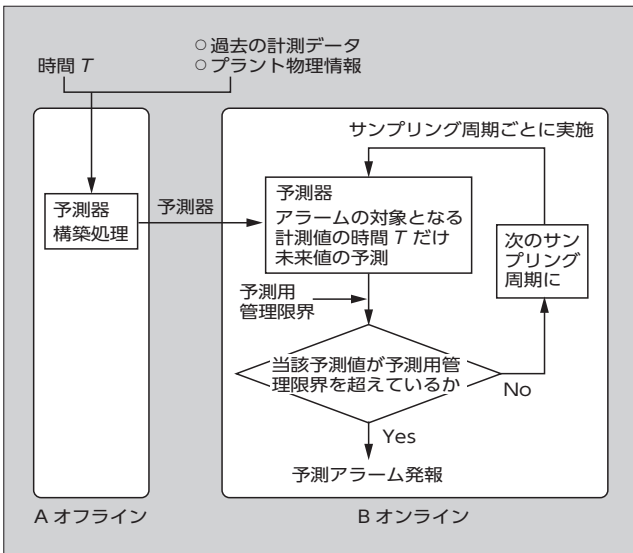 ○過去の計測データ
時間 T
○プラント物理情報
サンプリング周期ごとに実施
予測器
構築処理
予測器
予測器
アラームの対象となる
計測値の時間 T だけ
未来値の予測
次のサン
プリング
周期に
予測用
管理限界
当該予測値が予測用管
理限界を超えているか
No
Yes
予測アラーム発報
A オフライン
B オンライン